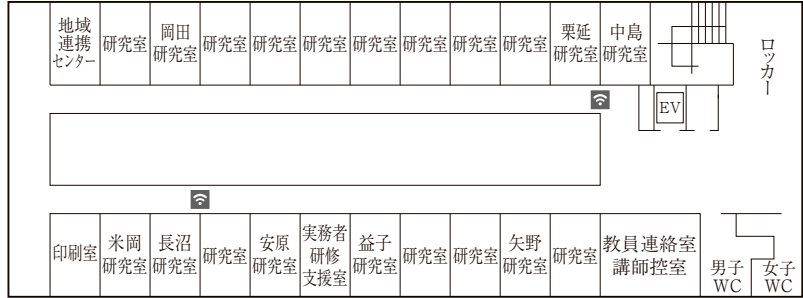 地域
連携
センター
研究室
岡田
研究室
研究室
研究室
研究室
研究室
研究室
研究室
研究室
栗延
研究室
中島
研究室
ロッカー
EV
印刷室
米岡
研究室
長沼
研究室
研究室
安原
研究室
実務者
研修
支援室
益子
研究室
研究室
研究室
矢野
研究室
研究室
教員連絡室
講師控室
男子
WC
女子
WC